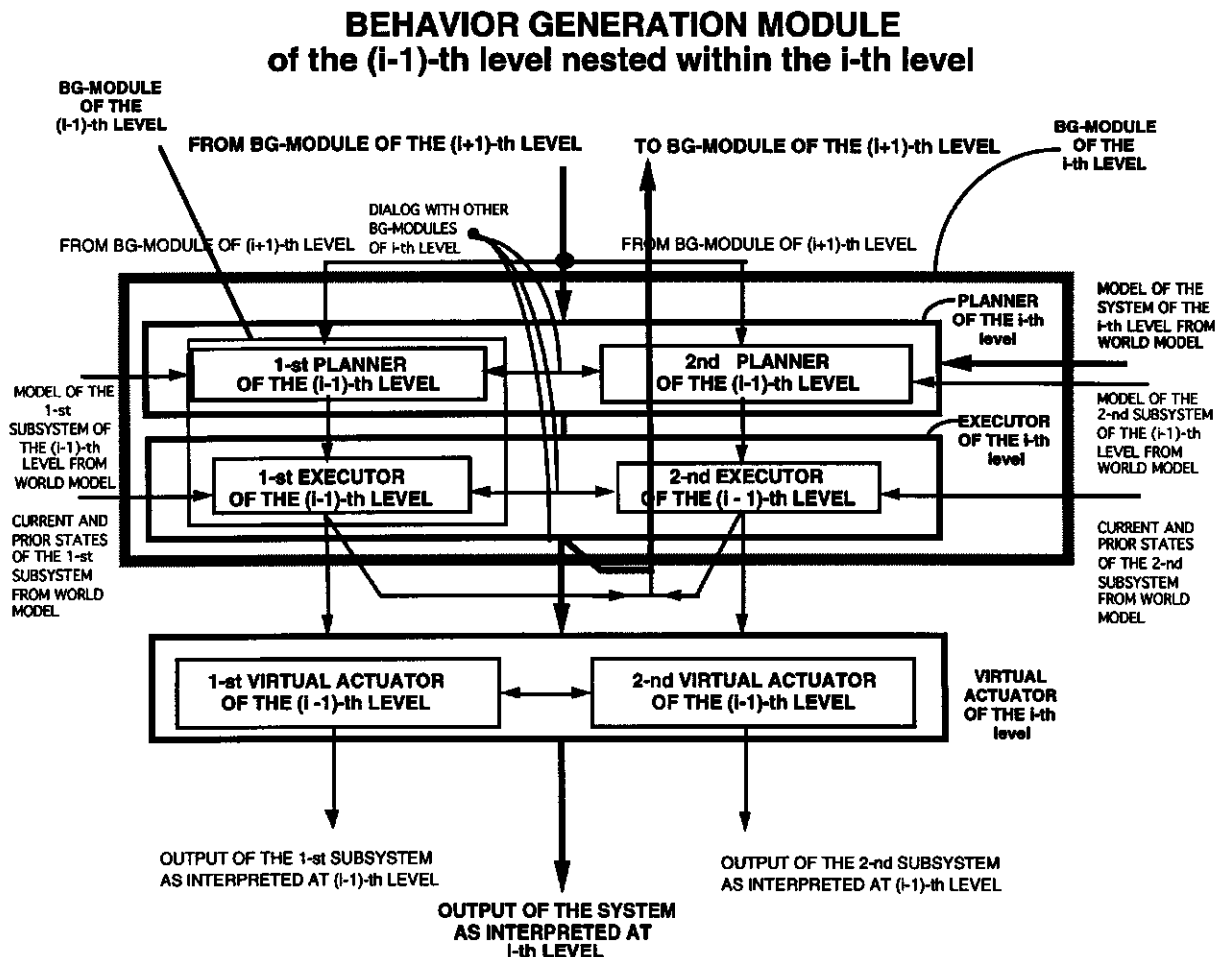 BEHAVIOR GENERATION MODULE
of the (i-1)-th level nested within the i-th level
BG-MODULE
OF THE
(i-1)-th LEVEL
FROM BG-MODULE OF THE (i+1)-th LEVEL
TO BG-MODULE OF THE (i+1)-th LEVEL
BG-MODULE
OF THE
i-th LEVEL
DIALOG WITH OTHER
BG-MODULES
OF i-th LEVEL
FROM BG-MODULE OF (i+1)-th LEVEL
FROM BG-MODULE OF (i+1)-th LEVEL
PLANNER
OF THE i-th
level
MODEL OF THE
SYSTEM OF THE
i-th LEVEL FROM
WORLD MODEL
1-st PLANNER
OF THE (i-1)-th LEVEL
2nd PLANNER
OF THE (i-1)-th LEVEL
MODEL OF THE
1-st
SUBSYSTEM OF
THE (i-1)-th
LEVEL FROM
WORLD MODEL
MODEL OF THE
2-nd SUBSYSTEM
OF THE (i-1)-th
LEVEL FROM
WORLD MODEL
EXECUTOR
OF THE i-th
level
1-st EXECUTOR
OF THE (i-1)-th LEVEL
2-nd EXECUTOR
OF THE (i - 1)-th LEVEL
CURRENT AND
PRIOR STATES
OF THE 1-st
SUBSYSTEM
FROM WORLD
MODEL
CURRENT AND
PRIOR STATES
OF THE 2-nd
SUBSYSTEM
FROM WORLD
MODEL
1-st VIRTUAL ACTUATOR
OF THE (i -1)-th LEVEL
2-nd VIRTUAL ACTUATOR
OF THE (i-1)-th LEVEL
VIRTUAL
ACTUATOR
OF THE i-th
level
OUTPUT OF THE 1-st SUBSYSTEM
AS INTERPRETED AT (i-1)-th LEVEL
OUTPUT OF THE 2-nd SUBSYSTEM
AS INTERPRETED AT (i-1)-th LEVEL
OUTPUT OF THE SYSTEM
AS INTERPRETED AT
i-th LEVEL